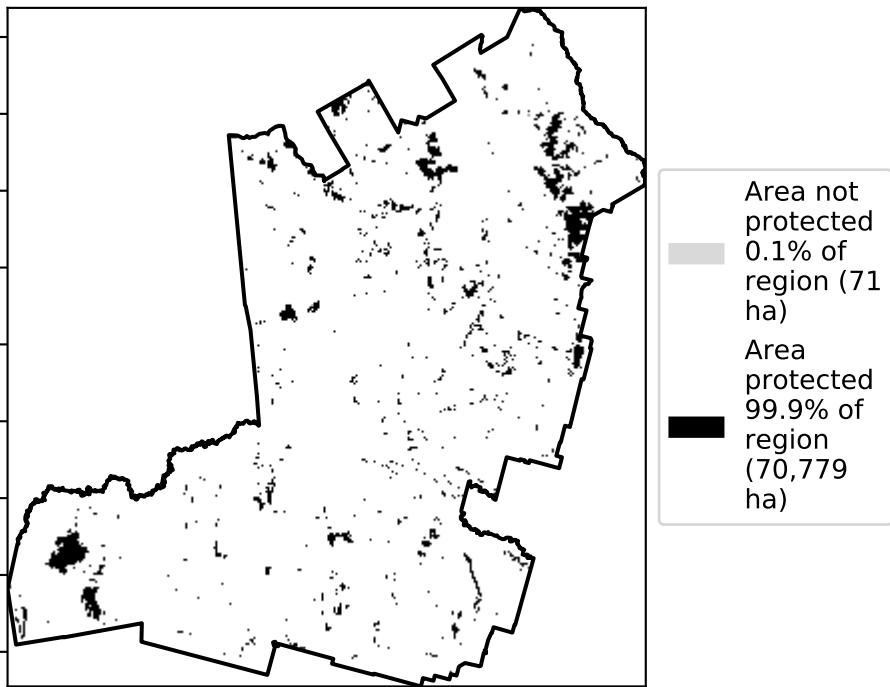 Area not
protected
0.1% of
region (71
ha)
Area
protected
99.9% of
region
(70,779
ha)